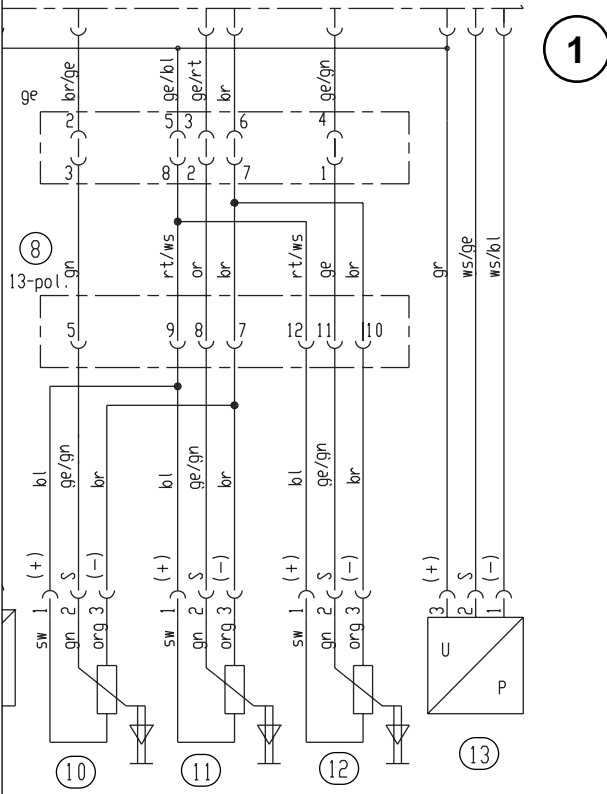 1
ge
br/ge
ge/bl
ge/rt
br
ge/gn
2 5 3 6 4
3 8 2 7 1
8
13-pol.
gn
rt/ws
or
br
rt/ws
ge
br
gr
ws/ge
ws/bl
5 9 8 7 12 11 10
bl
ge/gn
br
bl
ge/gn
br
bl
ge/gn
br
(+) S (-) (+) S (-) (+) S (-) (+) S (-)
1 2 3 1 2 3 1 2 3 3 2 1
sw gn org sw gn org sw gn org
U
P
10 11 12 13